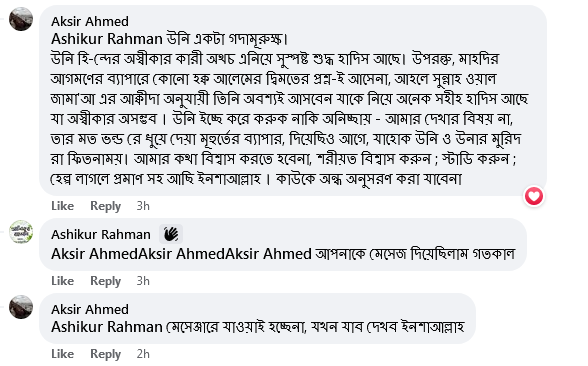 Aksir Ahmed
Ashikur Rahman উনি একটা গদামূরুক্ষ।
উনি হি-ন্দের অস্বীকার কারী অথচ এনিয়ে সুস্পষ্ট শুদ্ধ হাদিস আছে। উপরন্তু, মাহদির
আগমণের ব্যাপারে কোনো হক্ব আলেমের দ্বিমতের প্রশ্ন-ই আসেনা, আহলে সুন্নাহ ওয়াল
জামা'আ এর আক্বীদা অনুযায়ী তিনি অবশ্যই আসবেন যাকে নিয়ে অনেক সহীহ হাদিস আছে
যা অস্বীকার অসম্ভব । উনি ইচ্ছে করে করুক নাকি অনিচ্ছায় - আমার দেখার বিষয় না,
তার মত ভন্ড রে ধুয়ে দেয়া মূহুর্তের ব্যাপার, দিয়েছিও আগে, যাহোক উনি ও উনার মুরিদ
রা ফিতনাময়। আমার কথা বিশ্বাস করতে হবেনা, শরীয়ত বিশ্বাস করুন ; স্টাডি করুন ;
হেল্প লাগলে প্রমাণ সহ আছি ইনশাআল্লাহ । কাউকে অন্ধ অনুসরণ করা যাবেনা
Like Reply 3h
Ashikur Rahman
Aksir AhmedAksir AhmedAksir Ahmed আপনাকে মেসেজ দিয়েছিলাম গতকাল
Like Reply 3h
Aksir Ahmed
Ashikur Rahman মেসেঞ্জারে যাওয়াই হচ্ছেনা, যখন যাব দেখব ইনশাআল্লাহ
Like Reply 2h